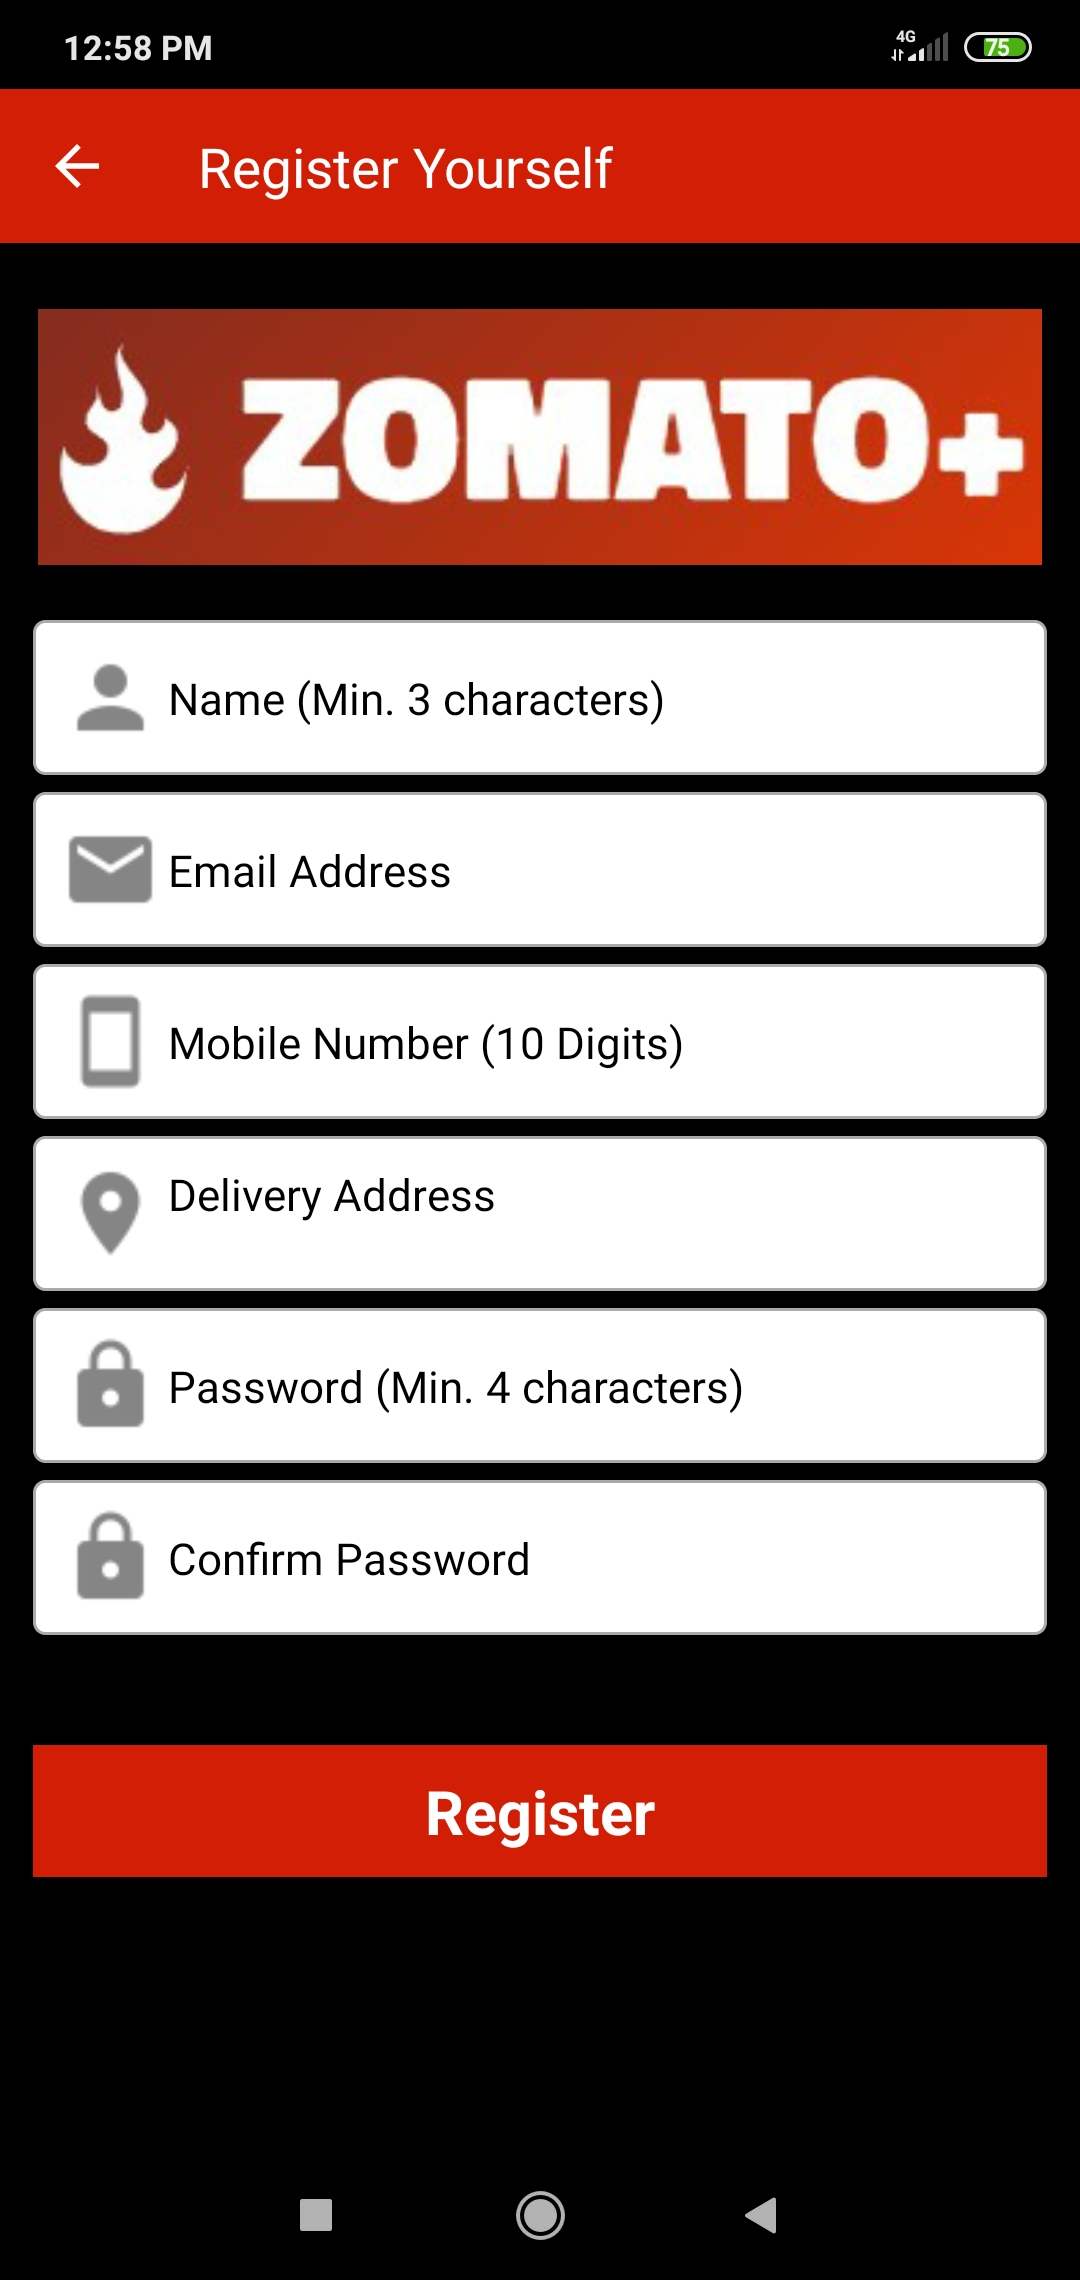 12:58 PM
4G
75
Register Yourself
ZOMATO+
Name (Min. 3 characters)
Email Address
Mobile Number (10 Digits)
Delivery Address
Password (Min. 4 characters)
Confirm Password
Register